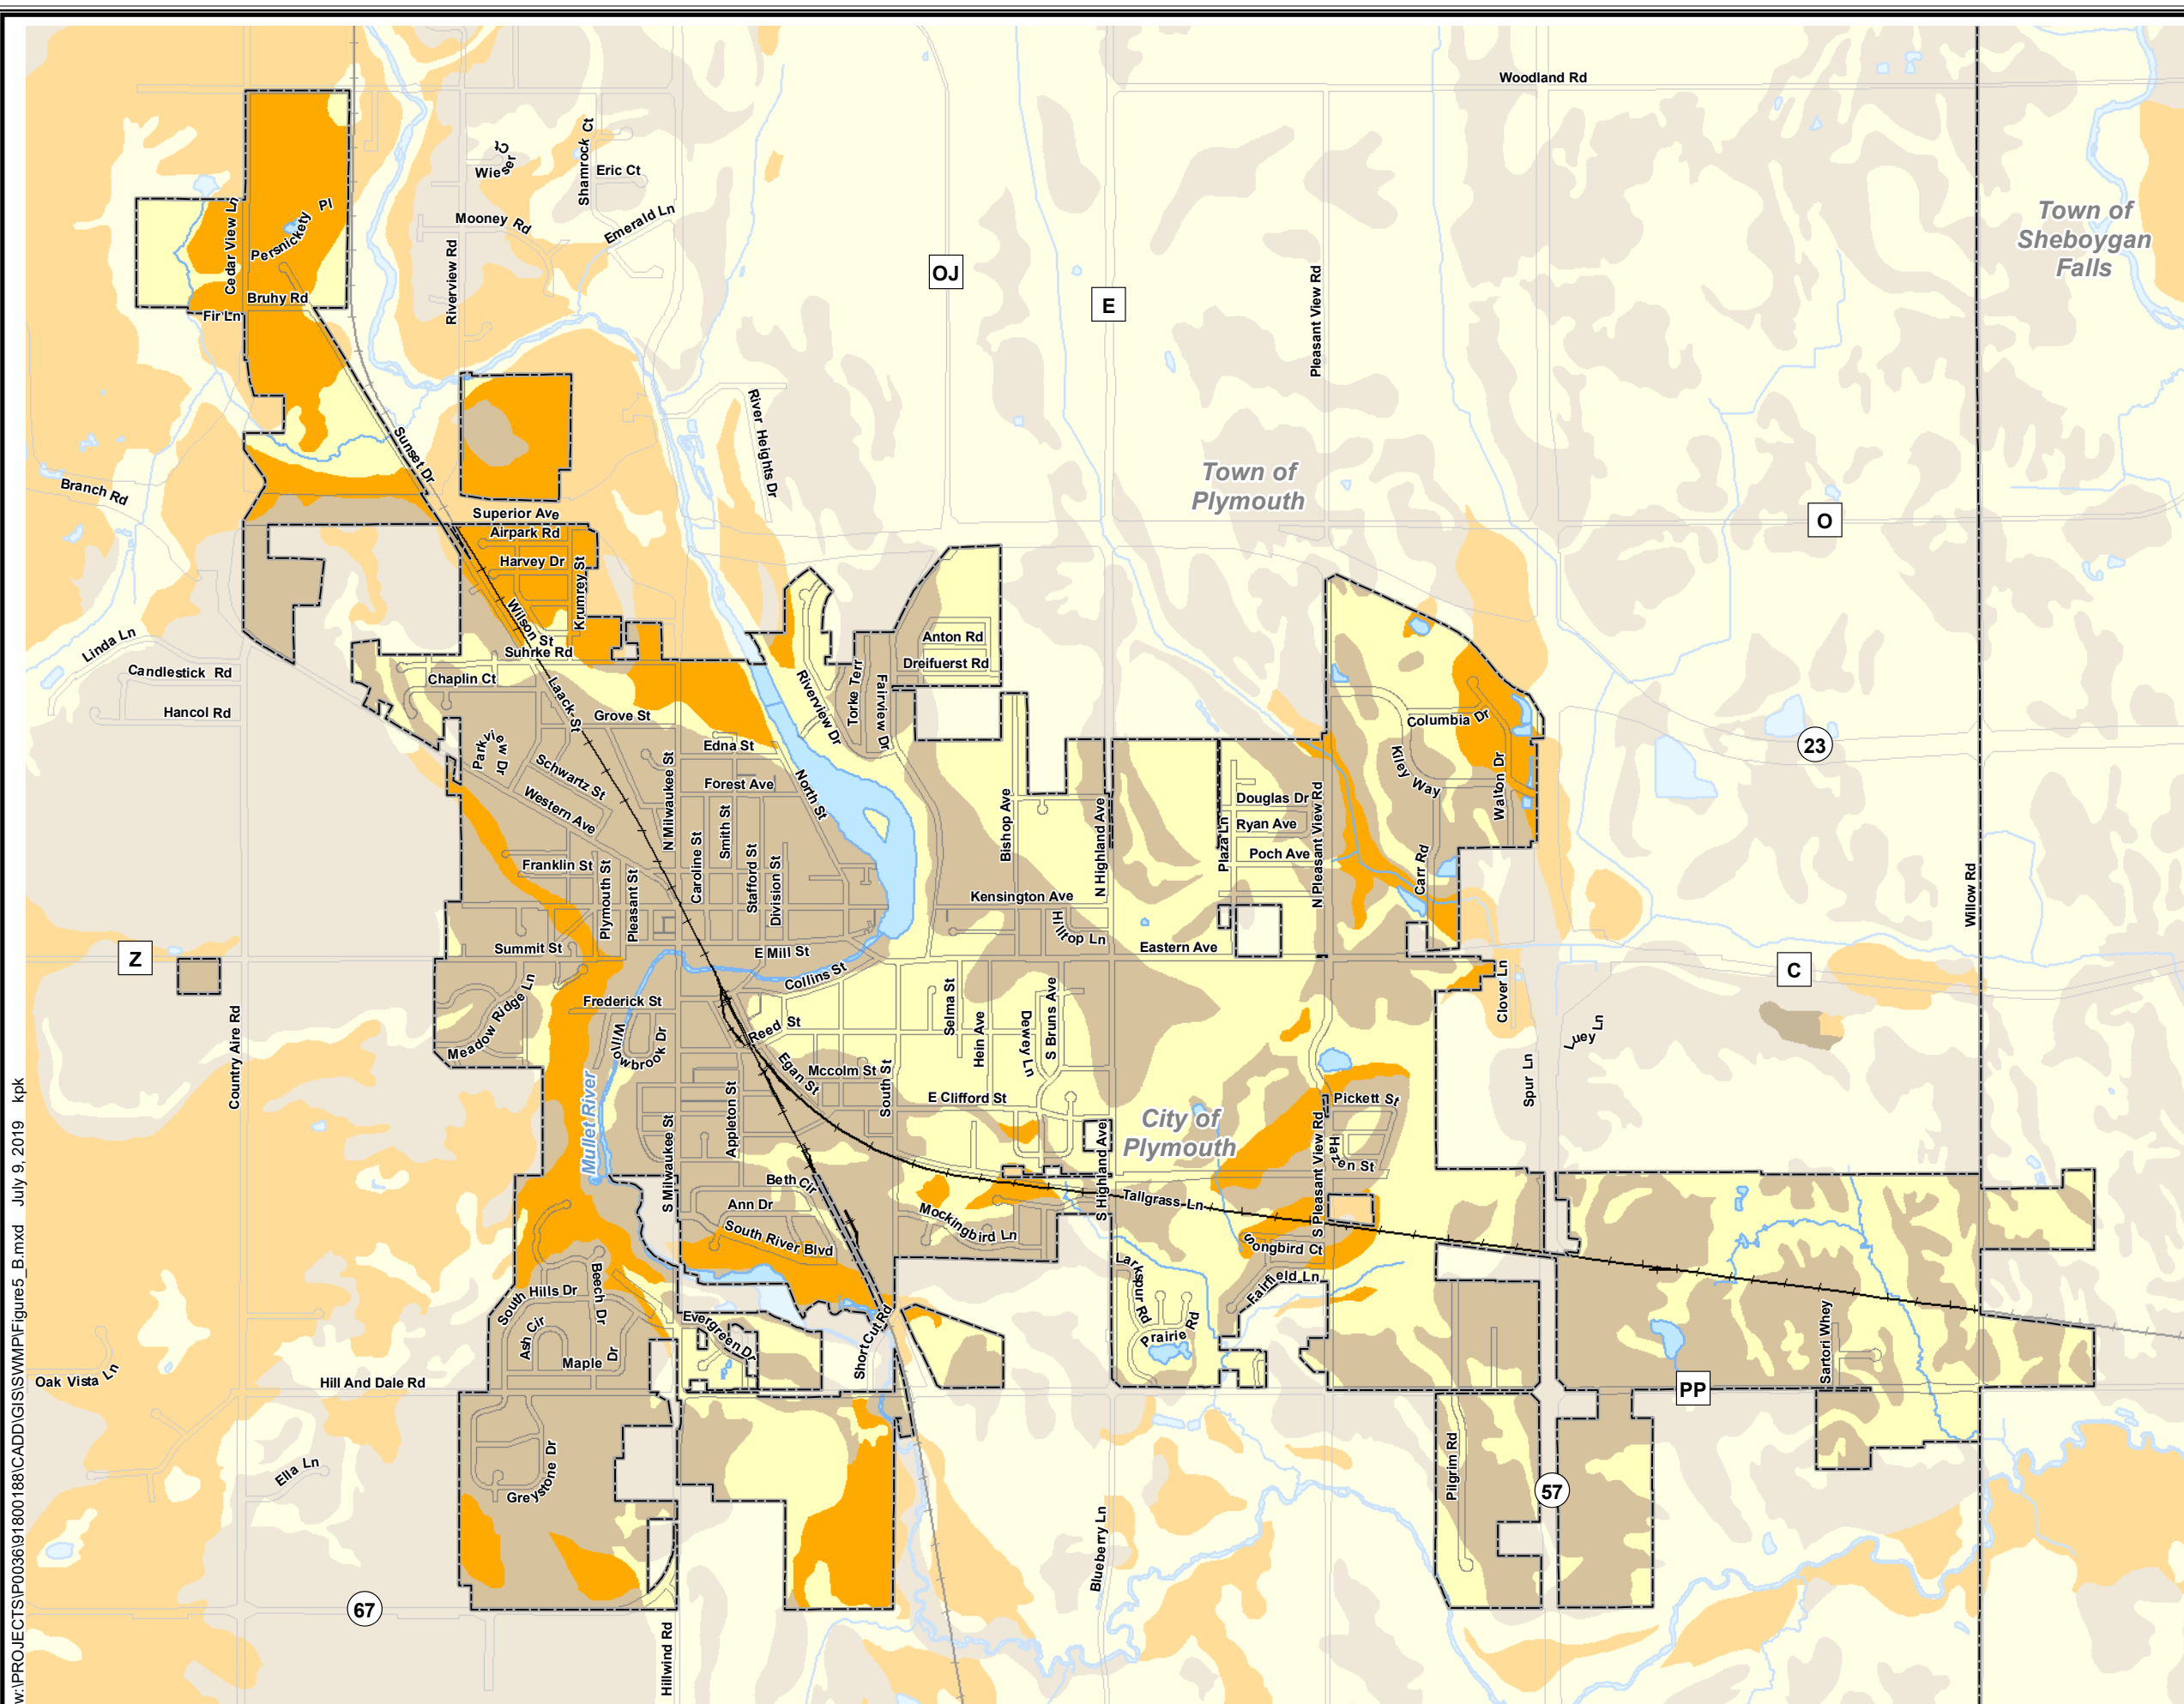 Woodland Rd
Town of
Sheboygan
Falls
Wieser Ct
Shamrock Ct
Eric Ct
Mooney Rd
Emerald Ln
Riverview Rd
Cedar View Ln
Persnickety Pl
Bruhy Rd
Fir Ln
OJ
E
Pleasant View Rd
Sunset Dr
River Heights Dr
Branch Rd
Town of
Plymouth
Superior Ave
Airpark Rd
Harvey Dr
Krumrey St
Wilson St
Suhrke Rd
O
Linda Ln
Candlestick Rd
Hancol Rd
Chaplin Ct
Laack St
Grove St
Riverview Dr
Torke Terr
Fairview Dr
Anton Rd
Dreifuerst Rd
Columbia Dr
Kiley Way
Walton Dr
23
Parkview Dr
Schwartz St
Western Ave
Edna St
Forest Ave
North St
N Milwaukee St
Caroline St
Smith St
Stafford St
Division St
Bishop Ave
N Highland Ave
Plaza Ln
Douglas Dr
Ryan Ave
Poch Ave
N Pleasant View Rd
Carr Rd
Willow Rd
Franklin St
Plymouth St
Pleasant St
Kensington Ave
Hilltop Ln
Eastern Ave
Z
Summit St
E Mill St
Collins St
C
Clover Ln
Country Aire Rd
Meadow Ridge Ln
Frederick St
Willowbrook Dr
Reed St
Egan St
Mccolm St
South St
Selma St
Hein Ave
Dewey Ln
S Bruns Ave
Luey Ln
Spur Ln
E Clifford St
City of
Plymouth
Pickett St
Hazen St
Mullet River
S Milwaukee St
Appleton St
Beth Cir
Ann Dr
South River Blvd
Mockingbird Ln
S Highland Ave
Tallgrass Ln
S Pleasant View Rd
Songbird Ct
Fairfield Ln
Larkspur Rd
Prairie Rd
South Hills Dr
Beech Dr
Ash Cir
Maple Dr
Evergreen Dr
Short Cut Rd
Sartori Whey
Oak Vista Ln
Hill And Dale Rd
PP
Ella Ln
Greystone Dr
Pilgrim Rd
57
67
Hillwind Rd
Blueberry Ln
w:\PROJECTS\P0036\91800188\CADD\GIS\SWMP\Figure5_B.mxd July 9, 2019 kpk